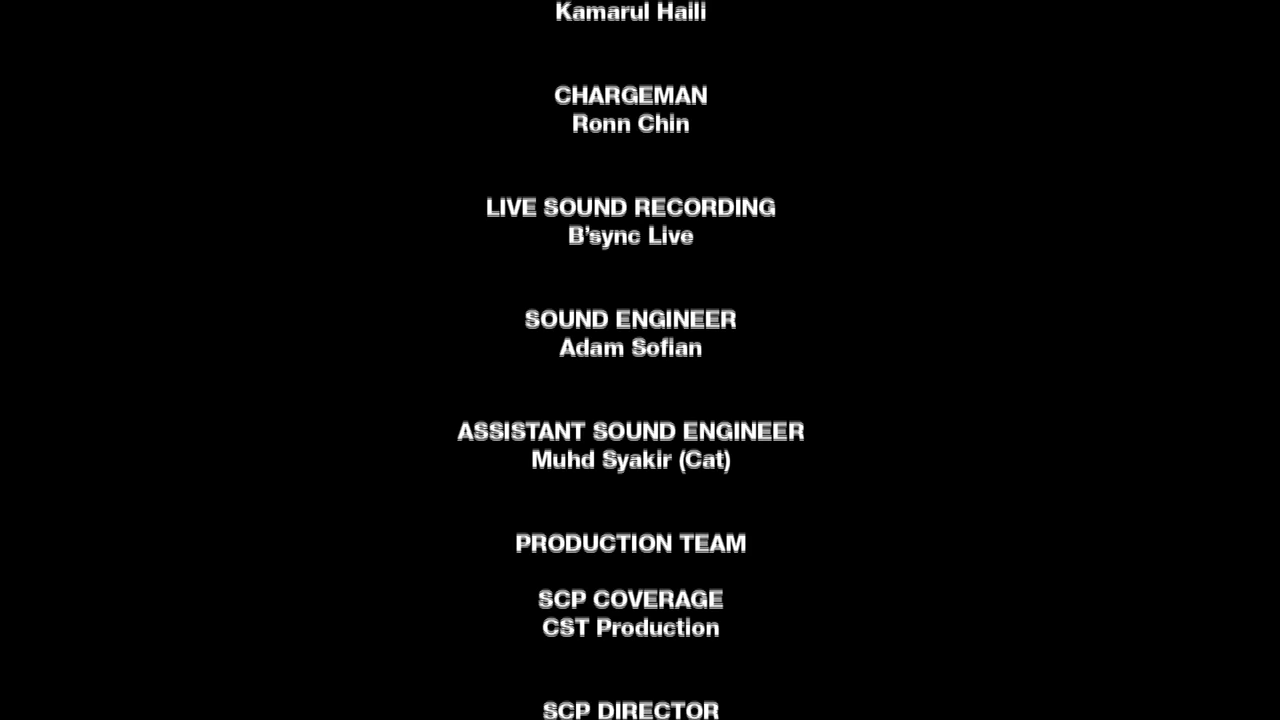 Kamarul Haili
CHARGEMAN
Ronn Chin
LIVE SOUND RECORDING
B'sync Live
SOUND ENGINEER
Adam Sofian
ASSISTANT SOUND ENGINEER
Muhd Syakir (Cat)
PRODUCTION TEAM
SCP COVERAGE
CST Production
SCP DIRECTOR